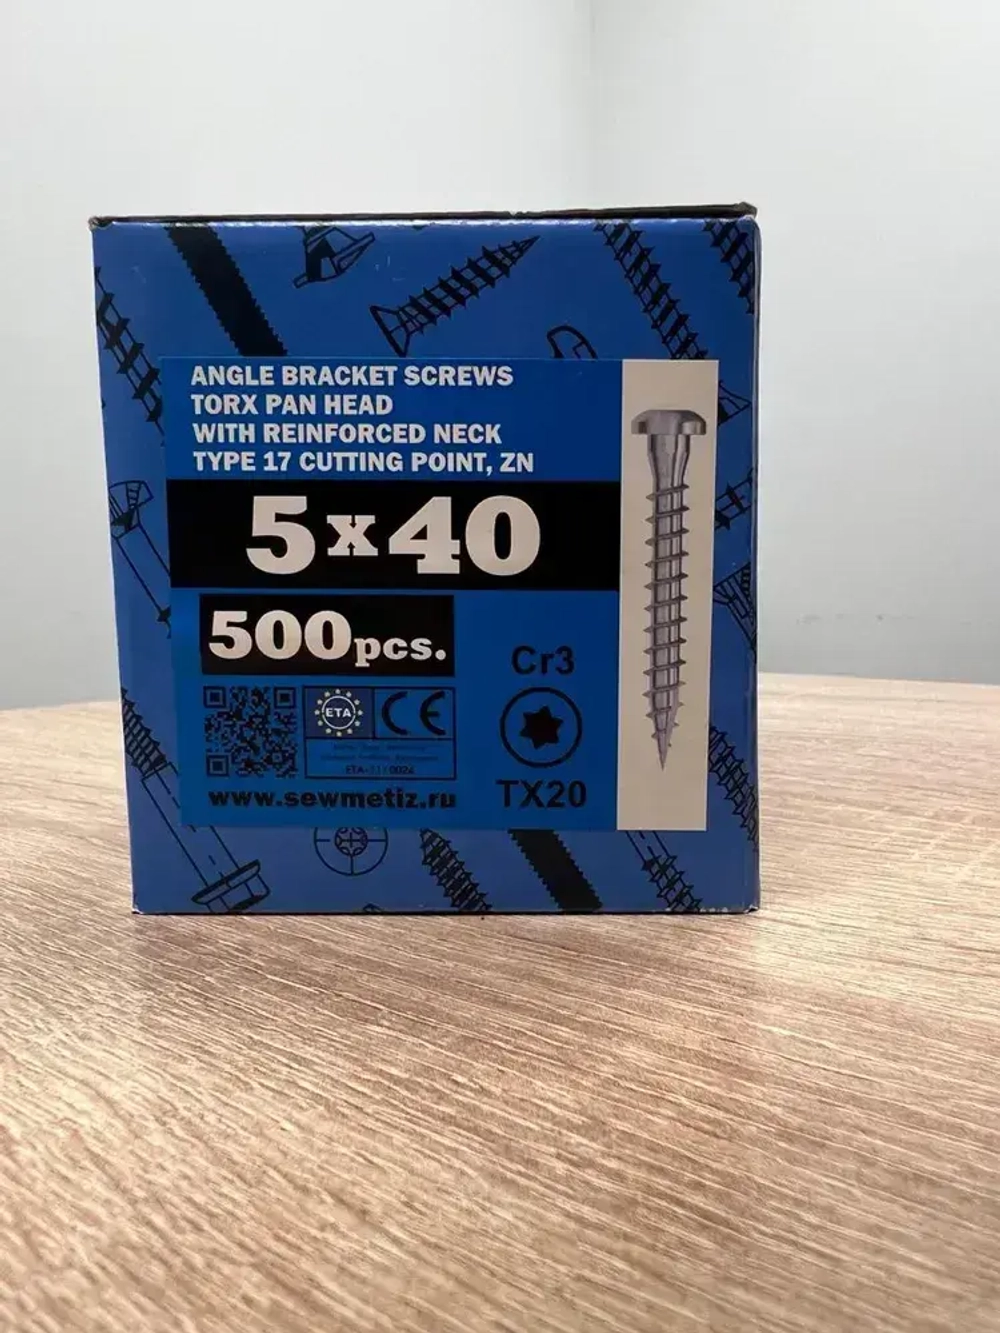 ANGLE BRACKET SCREWS
TORX PAN HEAD
WITH REINFORCED NECK
TYPE 17 CUTTING POINT, ZN
5x40
500pcs.
Cr3
ETA CE
TX20
www.sewmetiz.ru